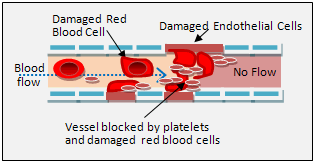 Damaged Red
Blood Cell
Damaged Endothelial Cells
Blood
flow
No Flow
Vessel blocked by platelets
and damaged red blood cells